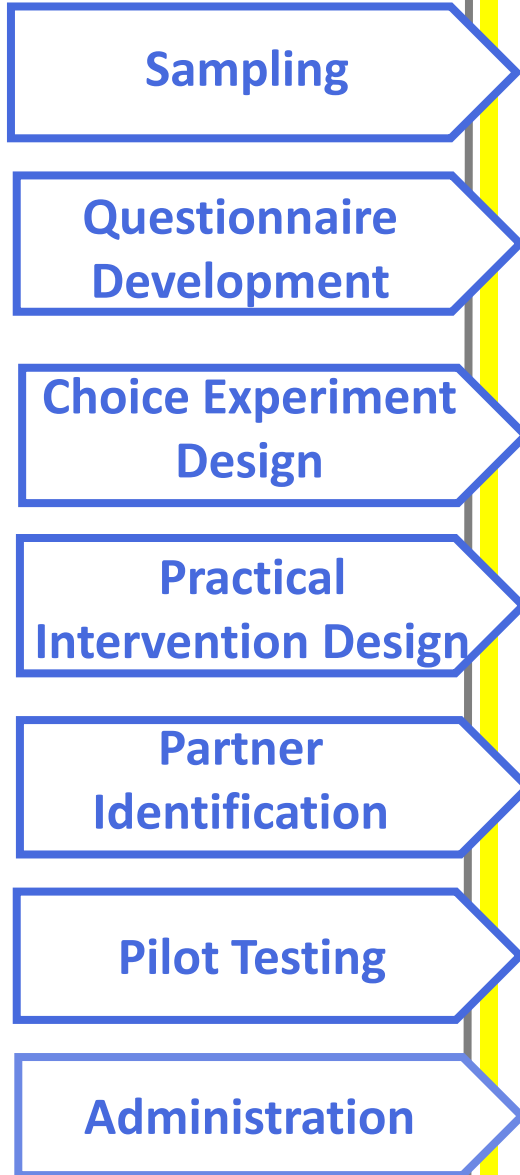 Sampling
Questionnaire
Development
Choice Experiment
Design
Practical
Intervention Design
Partner
Identification
Pilot Testing
Administration